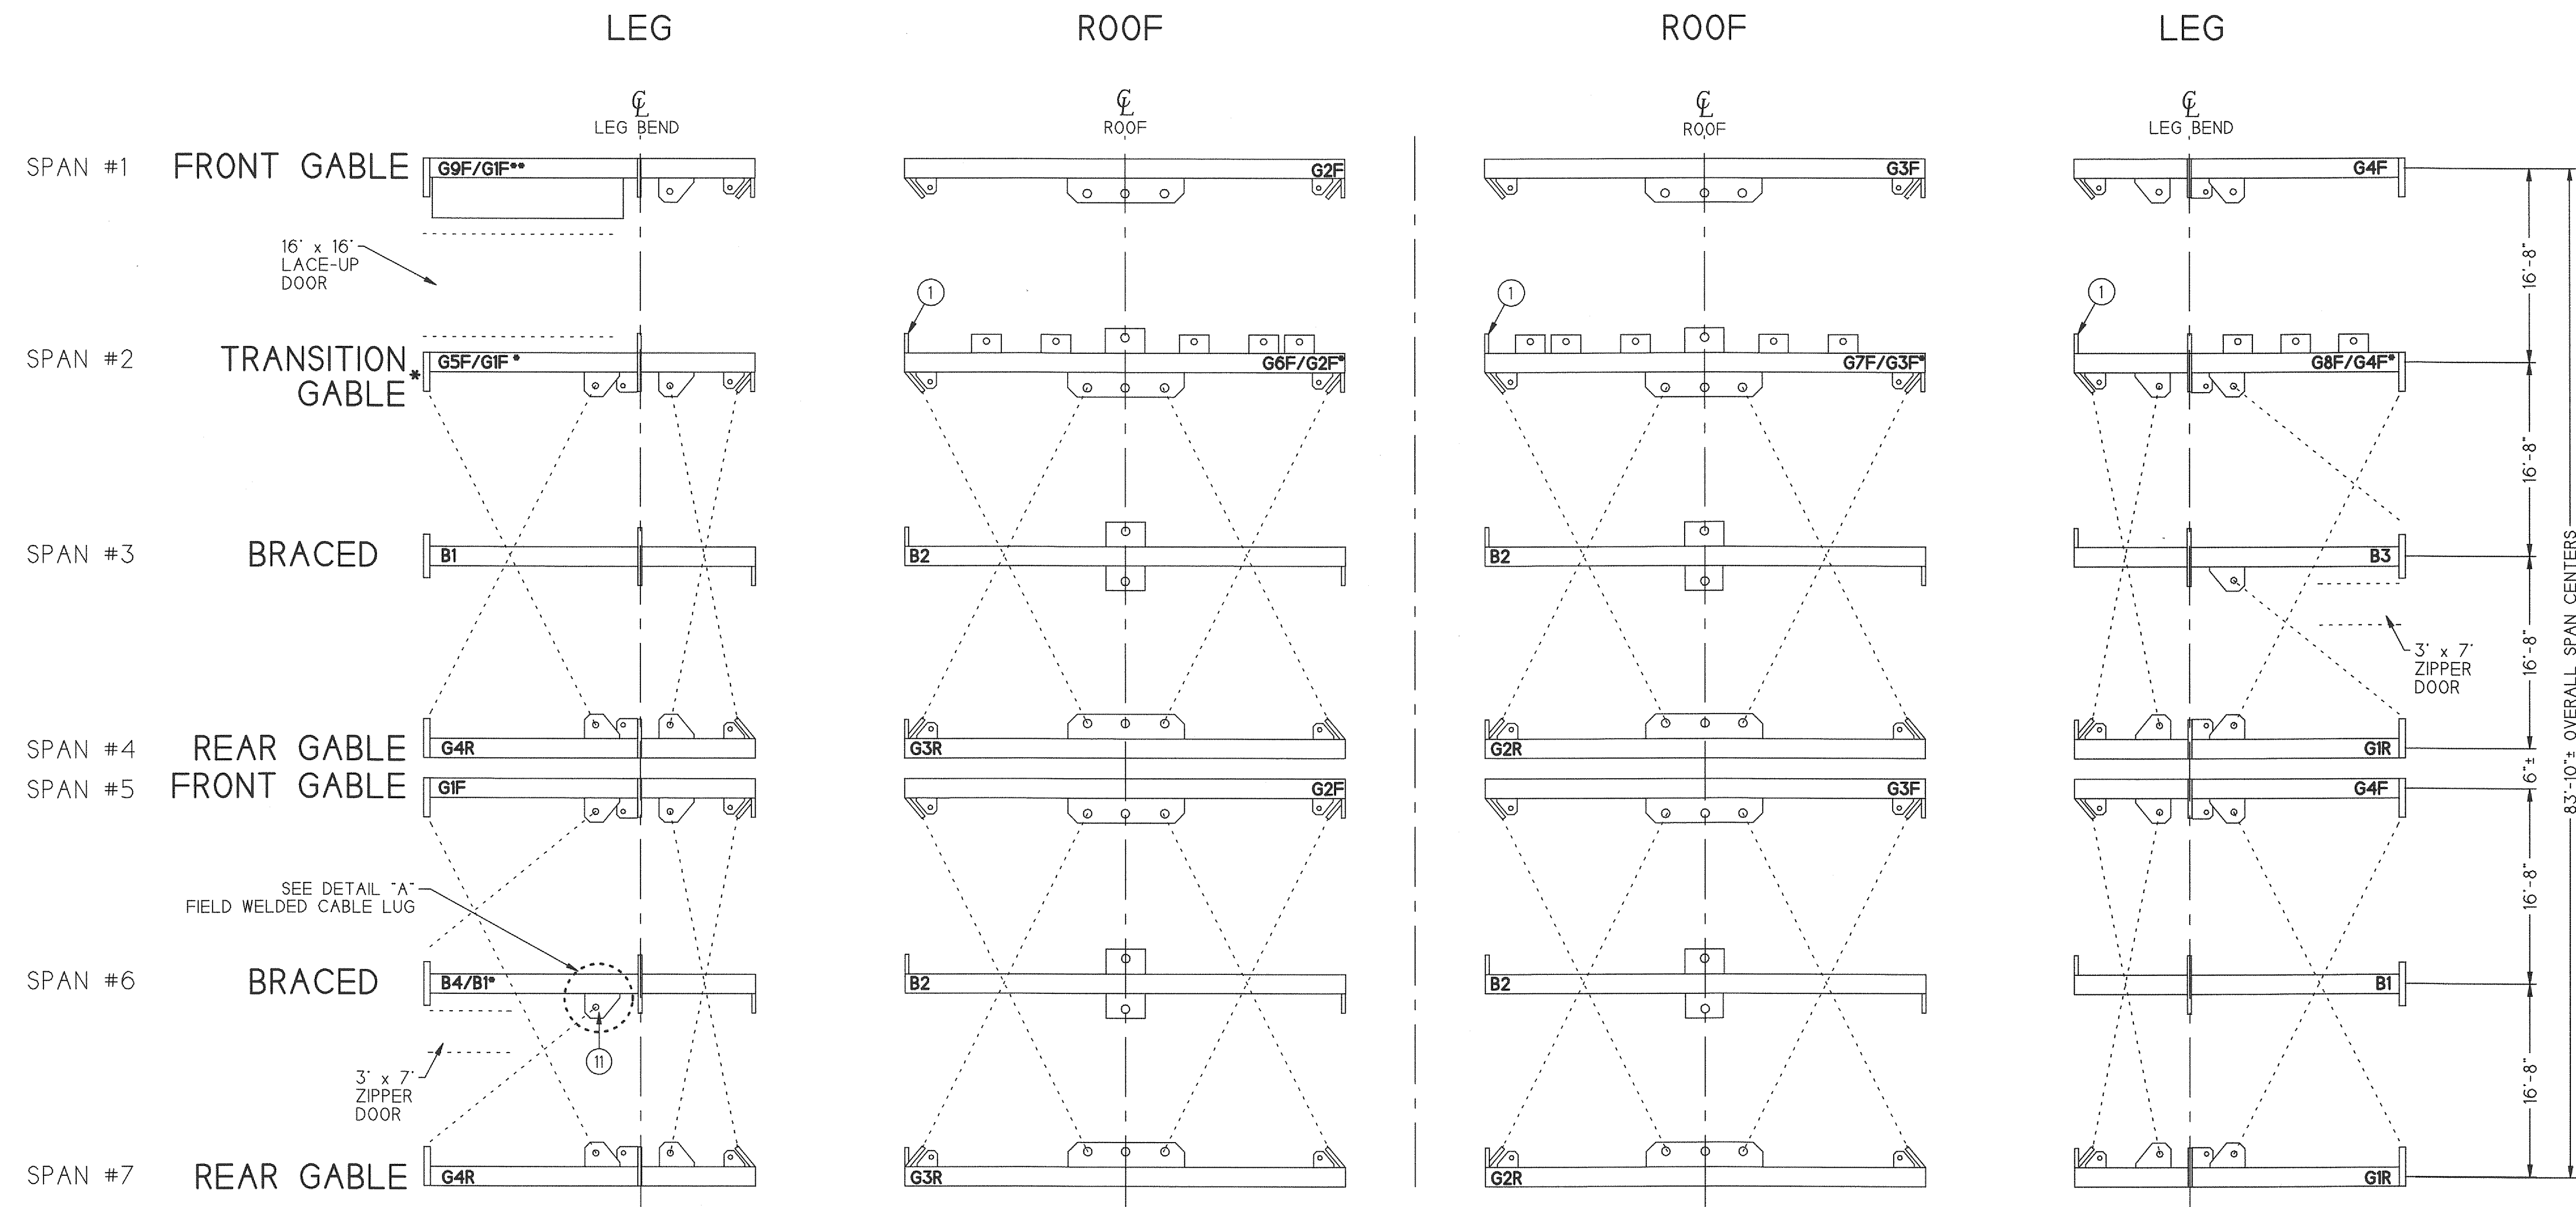 LEG ROOF ROOF LEG
℄ ℄ ℄ ℄
LEG BEND ROOF ROOF LEG BEND
SPAN #1 FRONT GABLE G9F/G1F** G2F G3F G4F
16' x 16'
LACE-UP
DOOR
16'-8"
1 1 1
SPAN #2 TRANSITION
GABLE *
G5F/G1F* G6F/G2F* G7F/G3F* G8F/G4F*
16'-8"
SPAN #3 BRACED B1 B2 B2 B3
16'-8"
3' x 7'
ZIPPER
DOOR
83'-10"± OVERALL SPAN CENTERS
SPAN #4 REAR GABLE G4R G3R G2R G1R
6"±
SPAN #5 FRONT GABLE G1F G2F G3F G4F
16'-8"
SEE DETAIL "A"
FIELD WELDED CABLE LUG
SPAN #6 BRACED B4/B1* B2 B2 B1
11
3' x 7'
ZIPPER
DOOR
16'-8"
SPAN #7 REAR GABLE G4R G3R G2R G1R